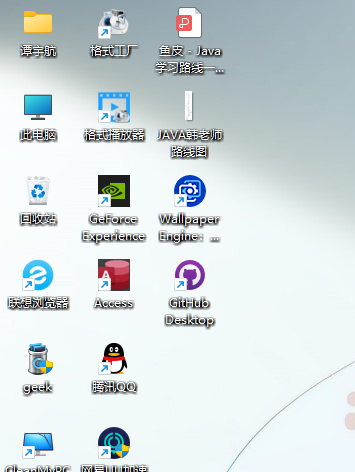 谭宇航
格式工厂
鱼皮 - Java
学习路线一...
此电脑
格式播放器
JAVA韩老师
路线图
回收站
GeForce
Experience
Wallpaper
Engine：...
联想浏览器
Access
GitHub
Desktop
geek
腾讯QQ
CleanMyPC
网易UU加速